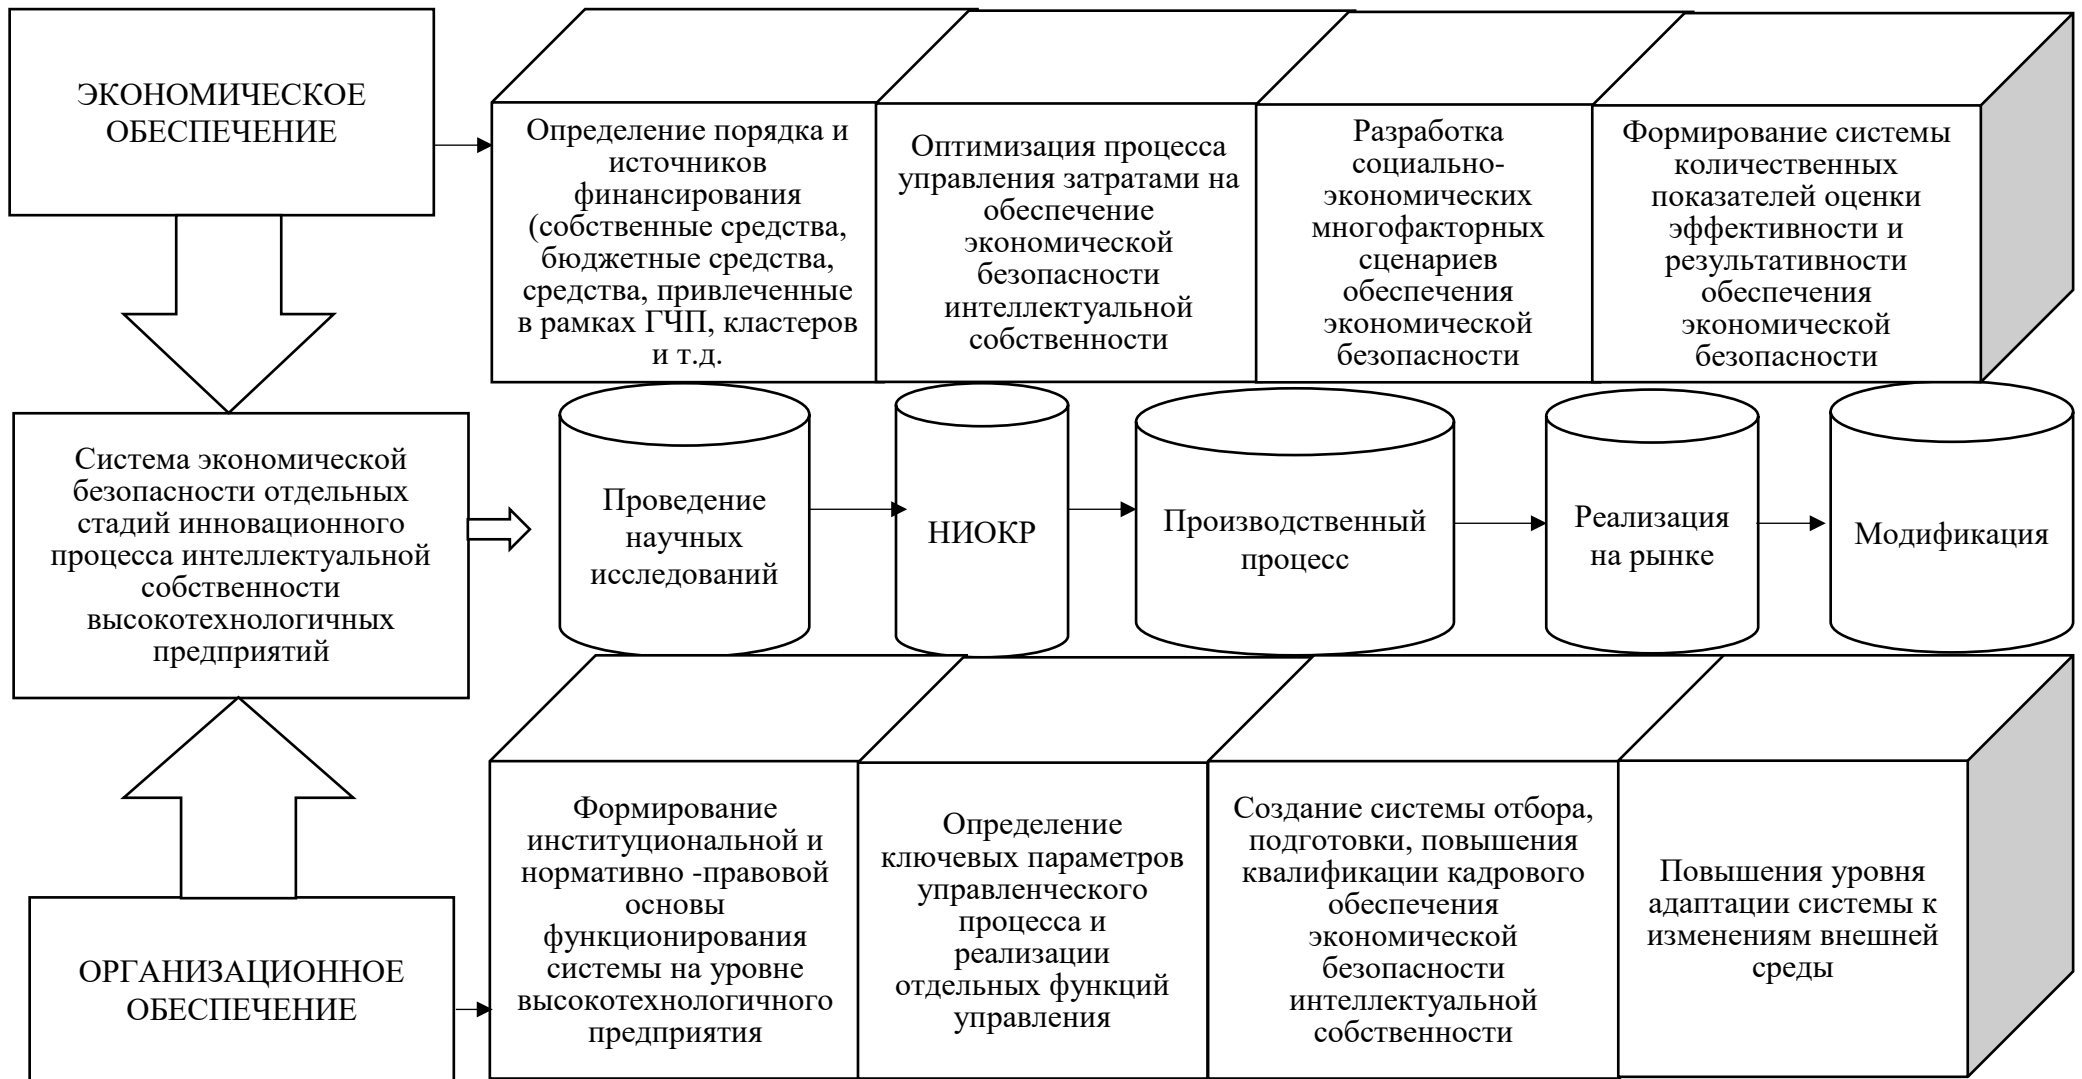 ЭКОНОМИЧЕСКОЕ
ОБЕСПЕЧЕНИЕ
Определение порядка и
источников
финансирования
(собственные средства,
бюджетные средства,
средства, привлеченные
в рамках ГЧП, кластеров
и т.д.
Оптимизация процесса
управления затратами на
обеспечение
экономической
безопасности
интеллектуальной
собственности
Разработка
социально-
экономических
многофакторных
сценариев
обеспечения
экономической
безопасности
Формирование системы
количественных
показателей оценки
эффективности и
результативности
обеспечения
экономической
безопасности
Система экономической
безопасности отдельных
стадий инновационного
процесса интеллектуальной
собственности
высокотехнологичных
предприятий
Проведение
научных
исследований
НИОКР
Производственный
процесс
Реализация
на рынке
Модификация
ОРГАНИЗАЦИОННОЕ
ОБЕСПЕЧЕНИЕ
Формирование
институциональной и
нормативно -правовой
основы
функционирования
системы на уровне
высокотехнологичного
предприятия
Определение
ключевых параметров
управленческого
процесса и
реализации
отдельных функций
управления
Создание системы отбора,
подготовки, повышения
квалификации кадрового
обеспечения
экономической
безопасности
интеллектуальной
собственности
Повышения уровня
адаптации системы к
изменениям внешней
среды